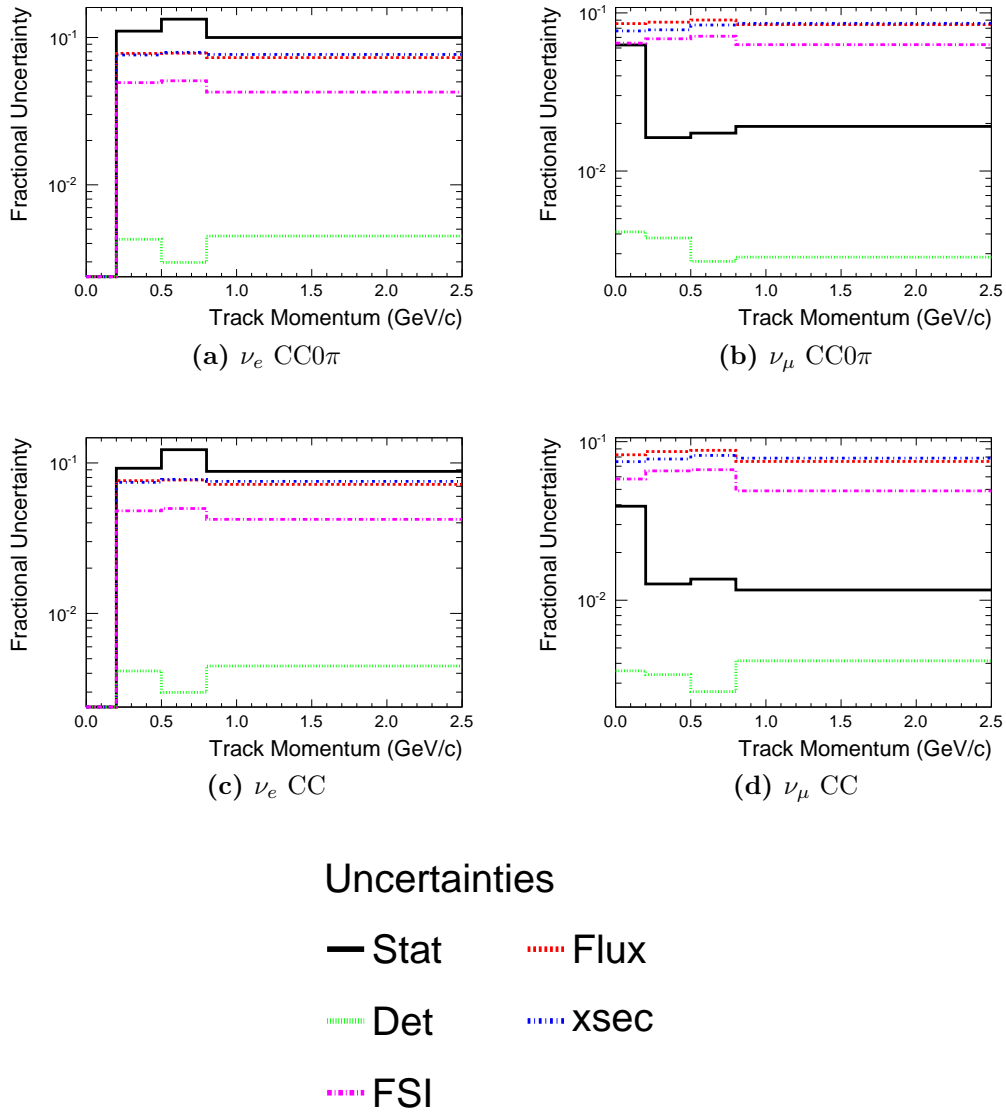 Fractional Uncertainty
10⁻¹
10⁻²
0.0 0.5 1.0 1.5 2.0 2.5
Track Momentum (GeV/c)
(a) νe CC0π
Fractional Uncertainty
10⁻¹
10⁻²
0.0 0.5 1.0 1.5 2.0 2.5
Track Momentum (GeV/c)
(b) νμ CC0π
Fractional Uncertainty
10⁻¹
10⁻²
0.0 0.5 1.0 1.5 2.0 2.5
Track Momentum (GeV/c)
(c) νe CC
Fractional Uncertainty
10⁻¹
10⁻²
0.0 0.5 1.0 1.5 2.0 2.5
Track Momentum (GeV/c)
(d) νμ CC
Uncertainties
Stat Flux
Det xsec
FSI